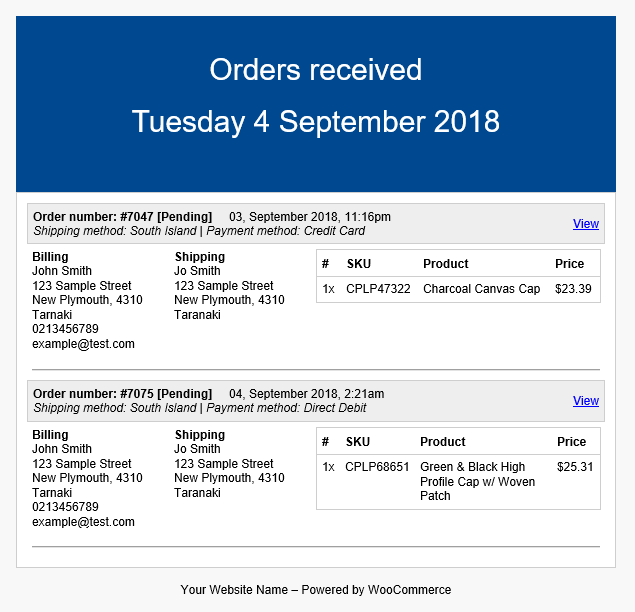 Orders received
Tuesday 4 September 2018
Order number: #7047 [Pending] 03, September 2018, 11:16pm
Shipping method: South Island | Payment method: Credit Card
View
Billing
John Smith
123 Sample Street
New Plymouth, 4310
Tarnaki
0213456789
example@test.com
Shipping
Jo Smith
123 Sample Street
New Plymouth, 4310
Taranaki
# SKU Product Price
1x CPLP47322 Charcoal Canvas Cap $23.39
Order number: #7075 [Pending] 04, September 2018, 2:21am
Shipping method: South Island | Payment method: Direct Debit
View
Billing
John Smith
123 Sample Street
New Plymouth, 4310
Tarnaki
0213456789
example@test.com
Shipping
Jo Smith
123 Sample Street
New Plymouth, 4310
Taranaki
# SKU Product Price
1x CPLP68651 Green & Black High $25.31
Profile Cap w/ Woven
Patch
Your Website Name – Powered by WooCommerce